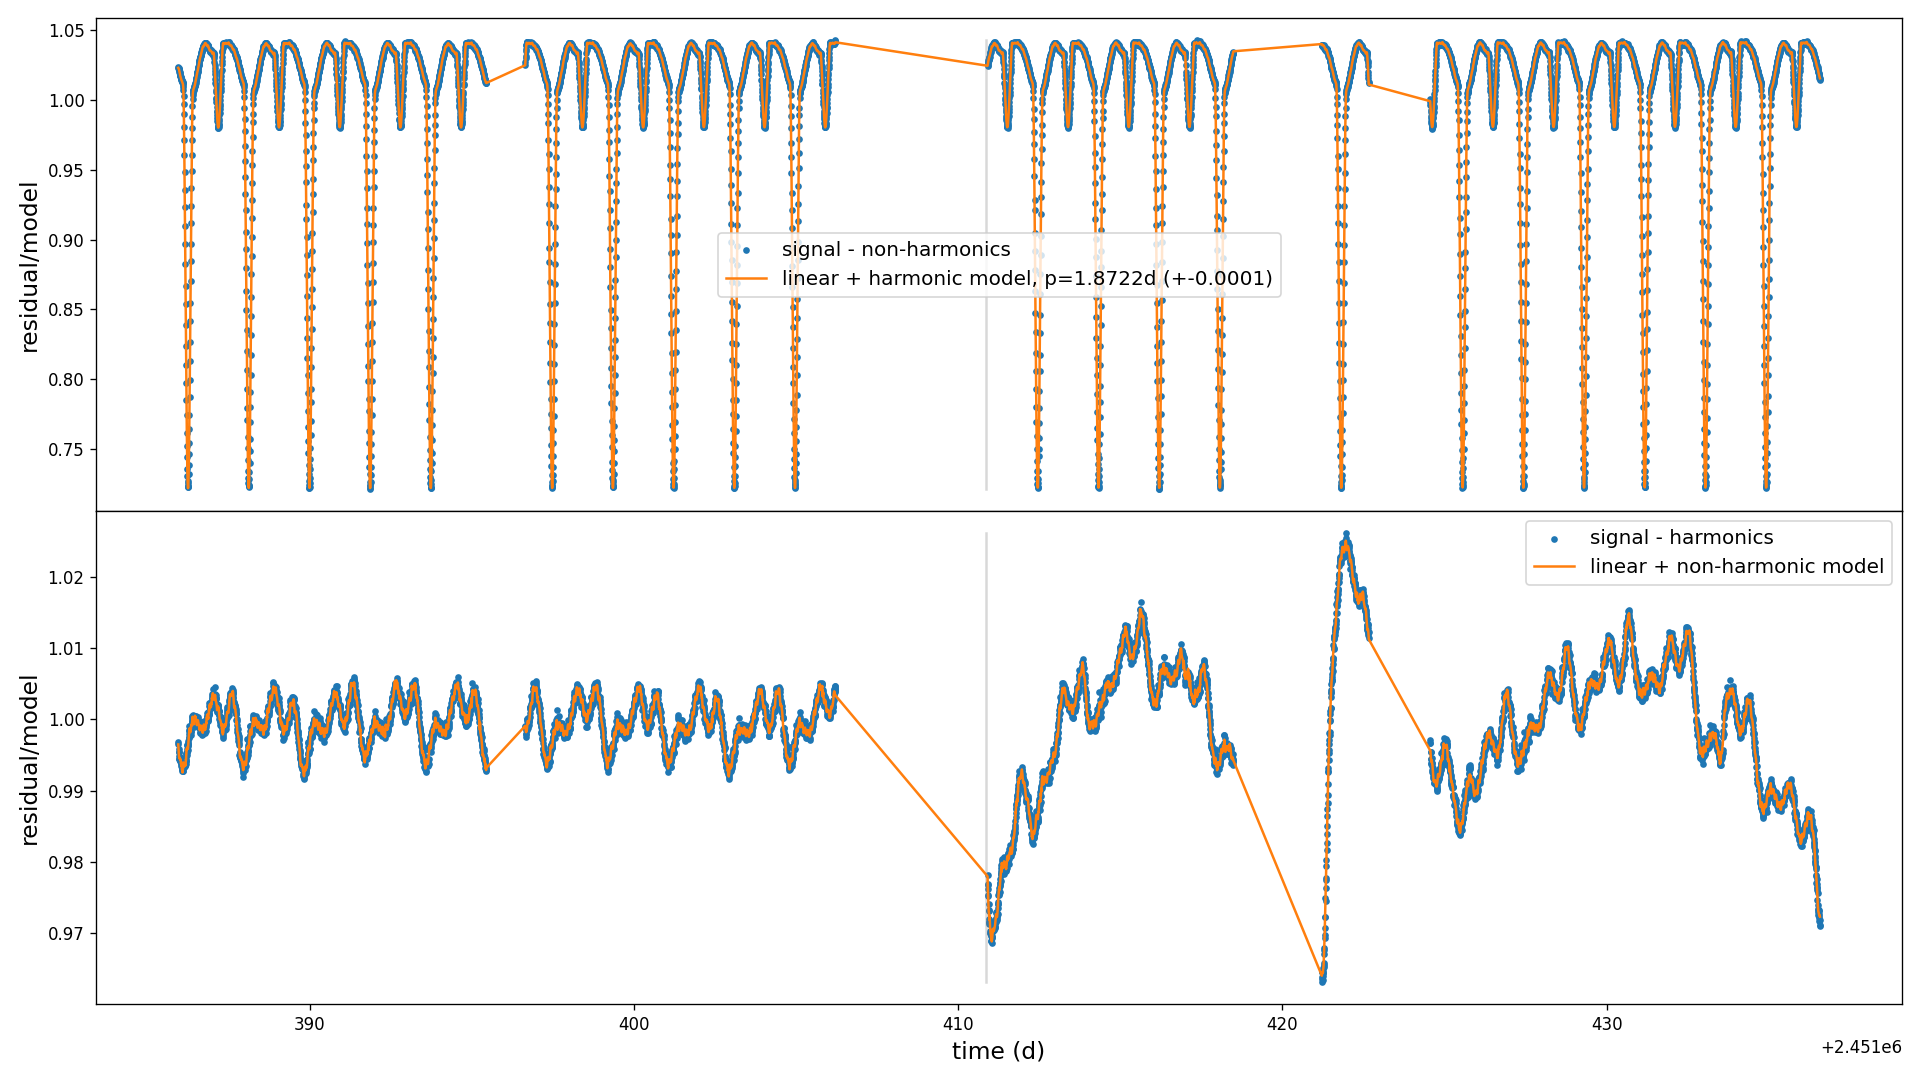 1.05
1.00
0.95
0.90
0.85
0.80
0.75
residual/model
signal - non-harmonics
linear + harmonic model, p=1.8722d (+-0.0001)
1.02
1.01
1.00
0.99
0.98
0.97
residual/model
signal - harmonics
linear + non-harmonic model
390
400
410
420
430
time (d)
+2.451e6